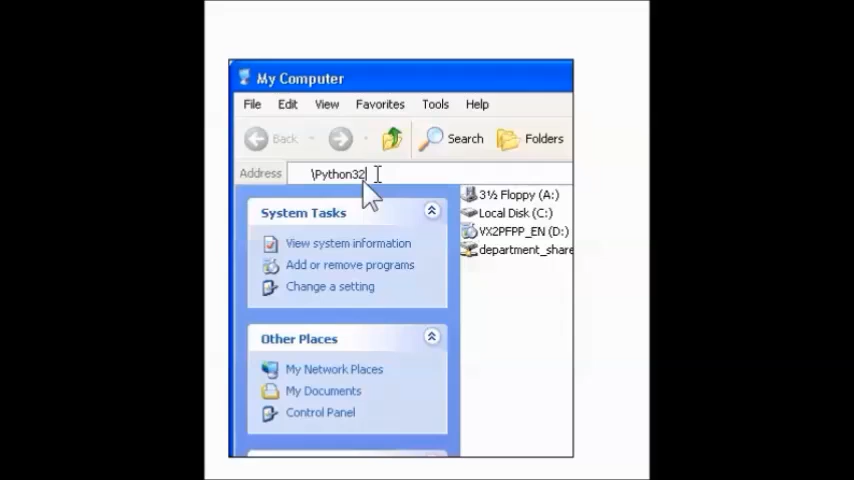 My Computer
File Edit View Favorites Tools Help
Back Search Folders
Address \Python32
System Tasks
View system information
Add or remove programs
Change a setting
Other Places
My Network Places
My Documents
Control Panel
3½ Floppy (A:)
Local Disk (C:)
VX2PFPP_EN (D:)
department_share